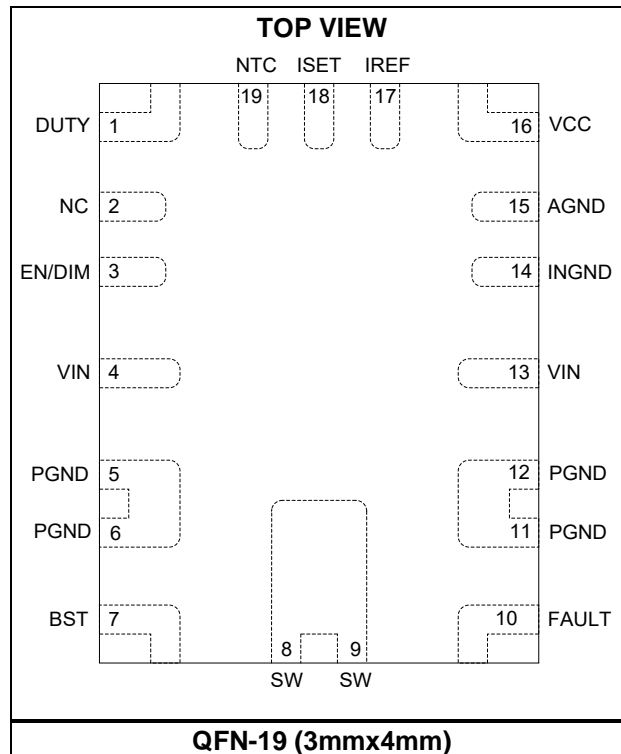 TOP VIEW
NTC ISET IREF
19 18 17
DUTY 1 16 VCC
NC 2 15 AGND
EN/DIM 3 14 INGND
VIN 4 13 VIN
PGND 5 12 PGND
PGND 6 11 PGND
BST 7 10 FAULT
8 9
SW SW
QFN-19 (3mmx4mm)